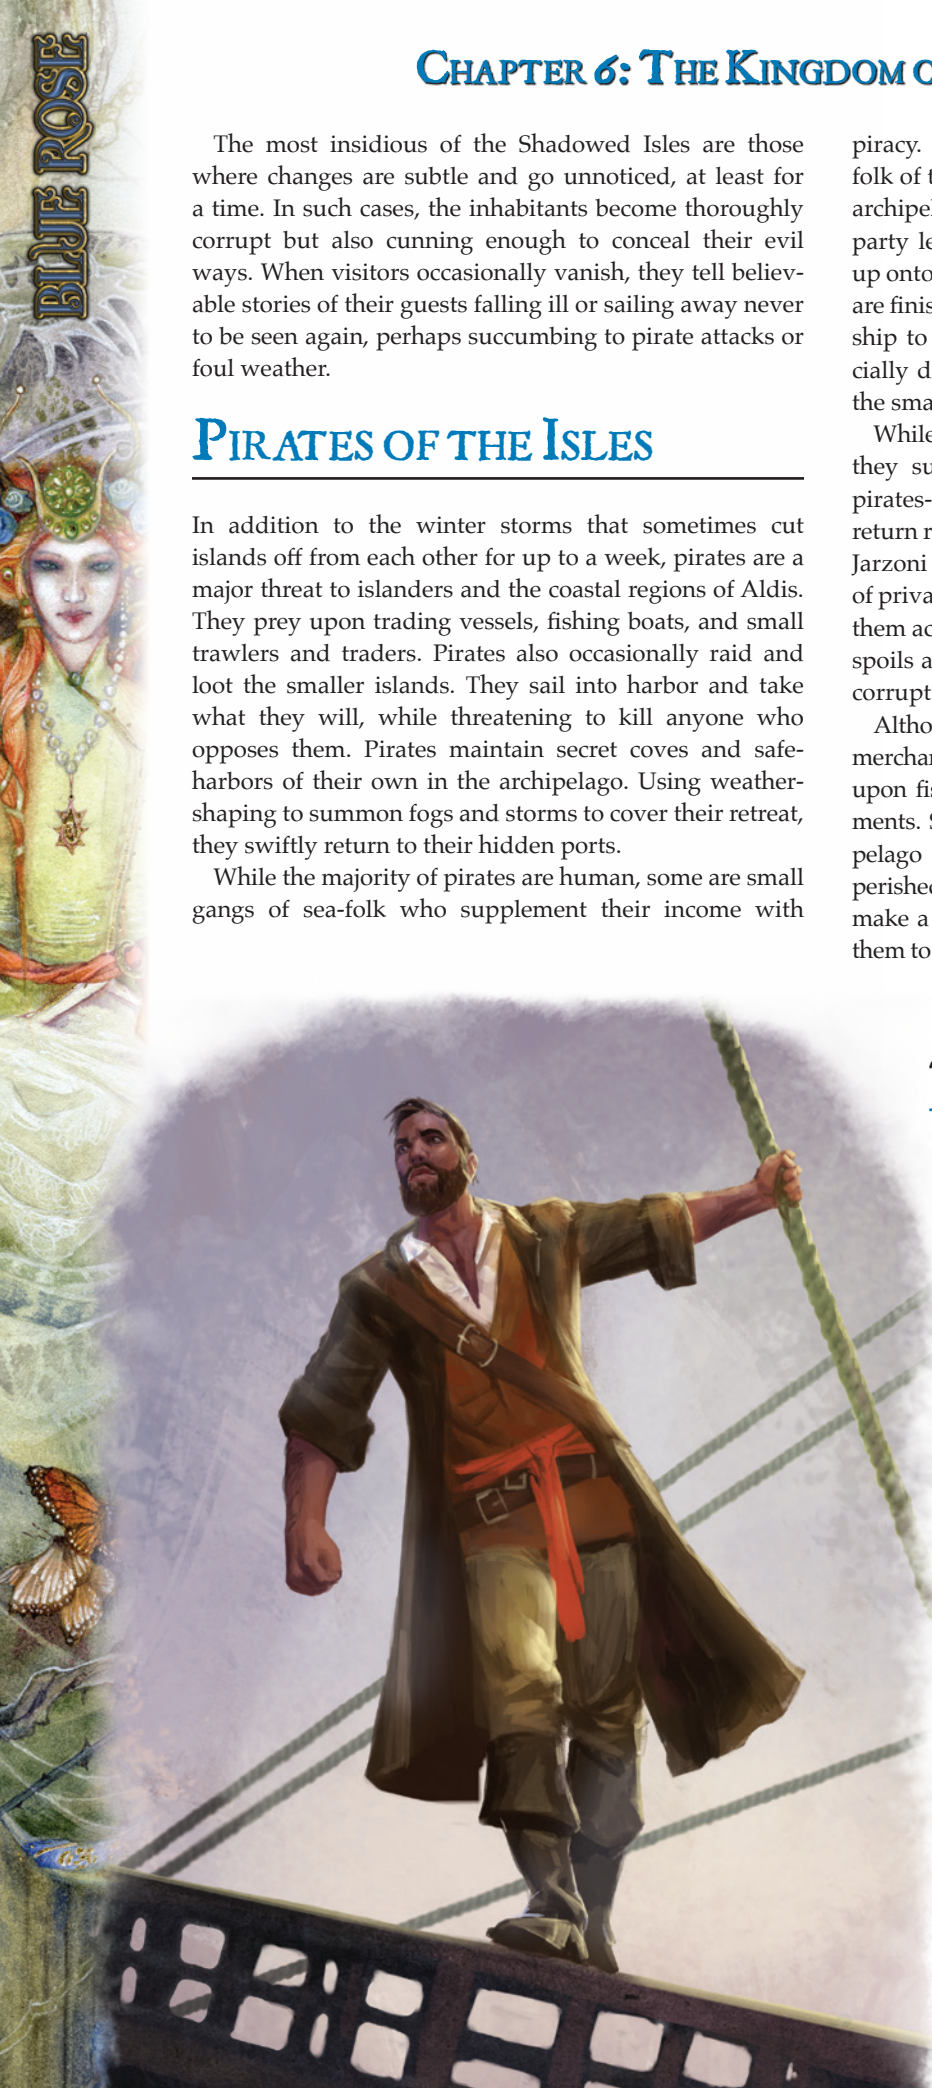 BLUE ROSE
CHAPTER 6: THE KINGDOM
The most insidious of the Shadowed Isles are those
where changes are subtle and go unnoticed, at least for
a time. In such cases, the inhabitants become thoroughly
corrupt but also cunning enough to conceal their evil
ways. When visitors occasionally vanish, they tell believ-
able stories of their guests falling ill or sailing away never
to be seen again, perhaps succumbing to pirate attacks or
foul weather.
PIRATES OF THE ISLES
In addition to the winter storms that sometimes cut
islands off from each other for up to a week, pirates are a
major threat to islanders and the coastal regions of Aldis.
They prey upon trading vessels, fishing boats, and small
trawlers and traders. Pirates also occasionally raid and
loot the smaller islands. They sail into harbor and take
what they will, while threatening to kill anyone who
opposes them. Pirates maintain secret coves and safe-
harbors of their own in the archipelago. Using weather-
shaping to summon fogs and storms to cover their retreat,
they swiftly return to their hidden ports.
While the majority of pirates are human, some are small
gangs of sea-folk who supplement their income with
piracy.
folk of
archipel
party le
up onto
are finis
ship to
cially d
the sma
While
they su
pirates-
return r
Jarzoni
of priva
them ac
spoils a
corrupt
Altho
merchan
upon fis
ments.
pelago
perished
make a
them to